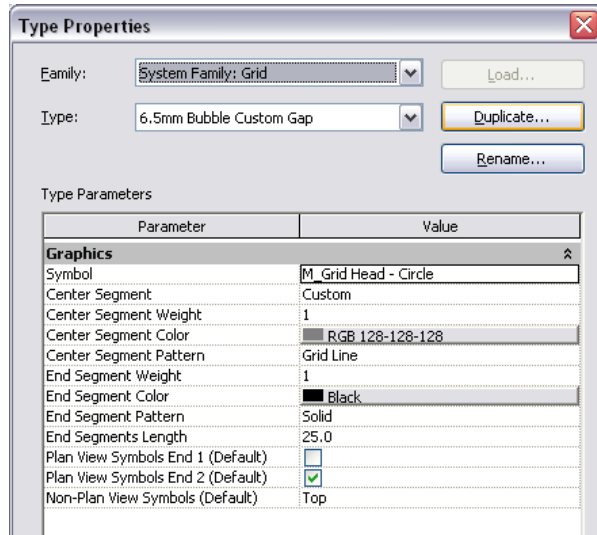 Type Properties
Family: System Family: Grid Load...
Type: 6.5mm Bubble Custom Gap Duplicate...
Rename...
Type Parameters
Parameter Value
Graphics
Symbol M_Grid Head - Circle
Center Segment Custom
Center Segment Weight 1
Center Segment Color RGB 128-128-128
Center Segment Pattern Grid Line
End Segment Weight 1
End Segment Color Black
End Segment Pattern Solid
End Segments Length 25.0
Plan View Symbols End 1 (Default)
Plan View Symbols End 2 (Default)
Non-Plan View Symbols (Default) Top